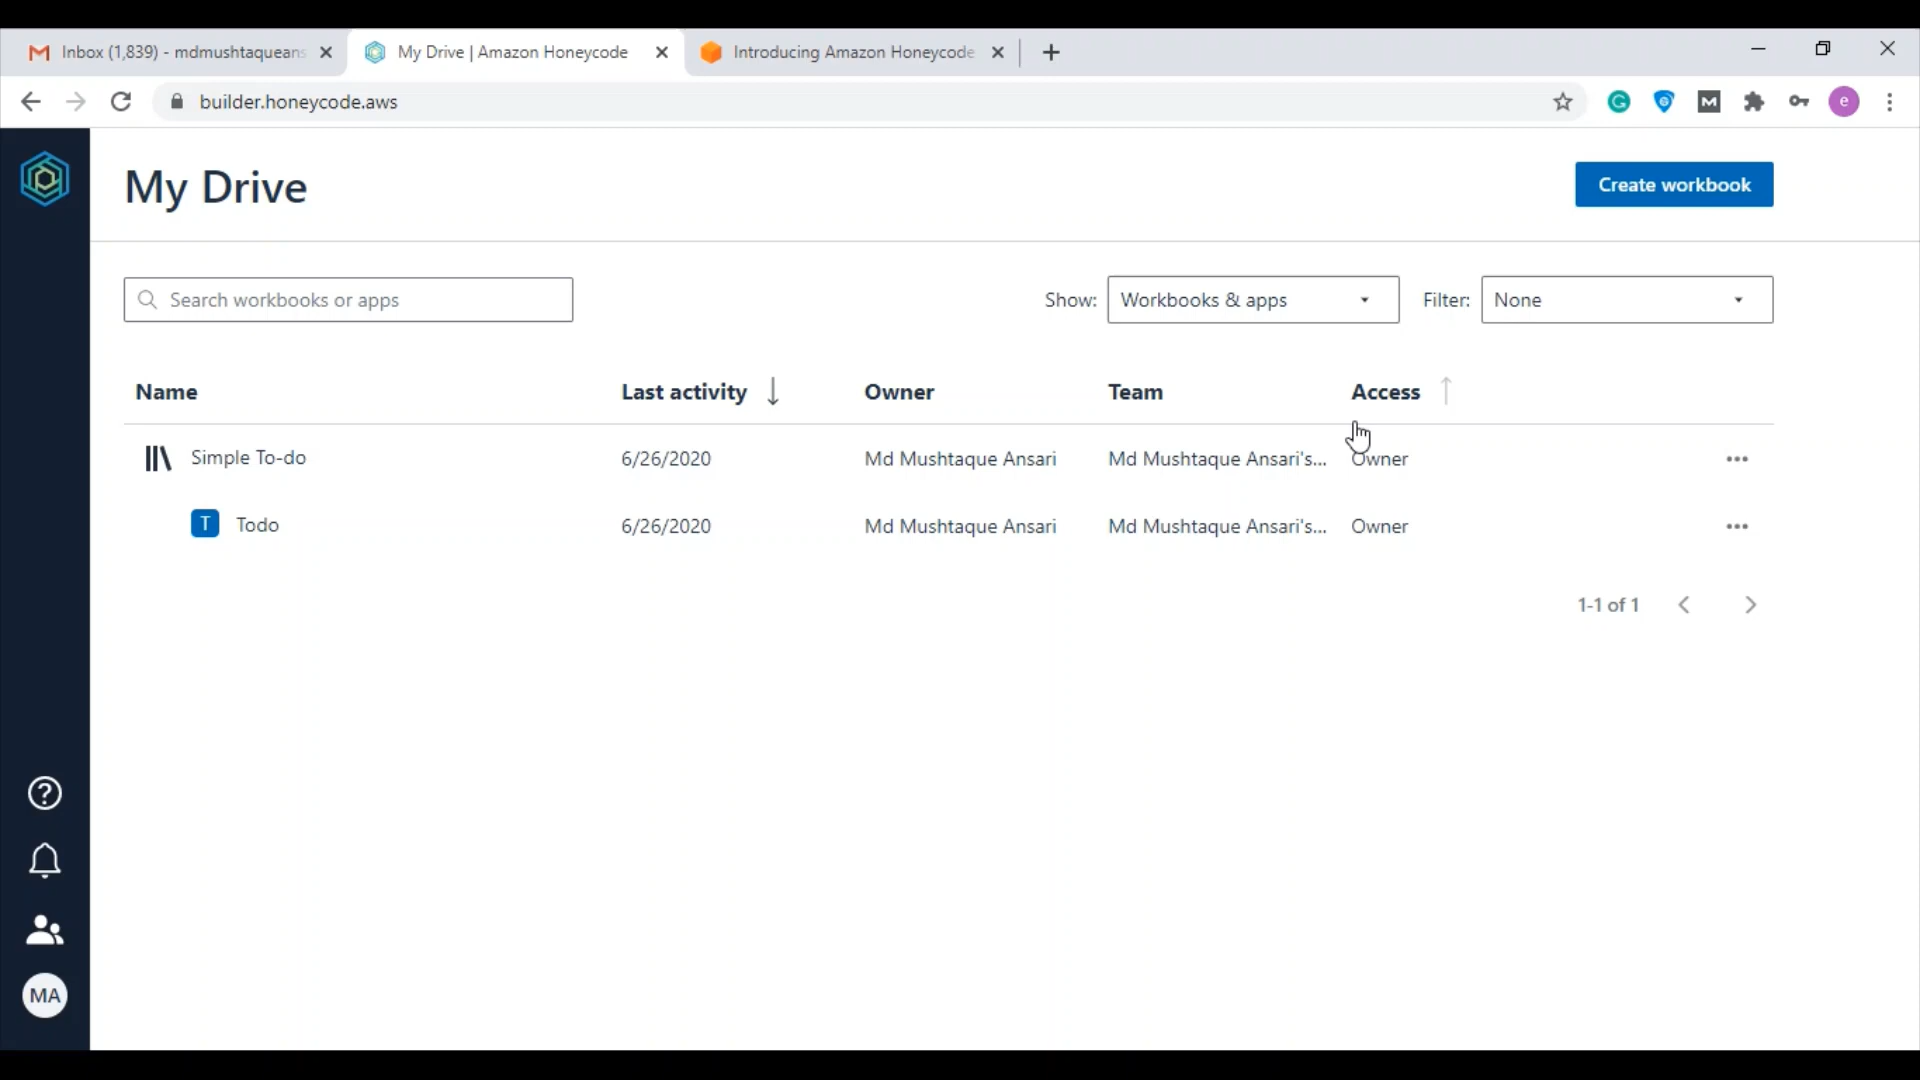 Inbox (1,839) - mdmushtaqueans
My Drive | Amazon Honeycode
Introducing Amazon Honeycode
builder.honeycode.aws
e
My Drive
Create workbook
Search workbooks or apps
Show: Workbooks & apps
Filter: None
Name Last activity Owner Team Access
Simple To-do 6/26/2020 Md Mushtaque Ansari Md Mushtaque Ansari's... Owner
T Todo 6/26/2020 Md Mushtaque Ansari Md Mushtaque Ansari's... Owner
1-1 of 1
MA